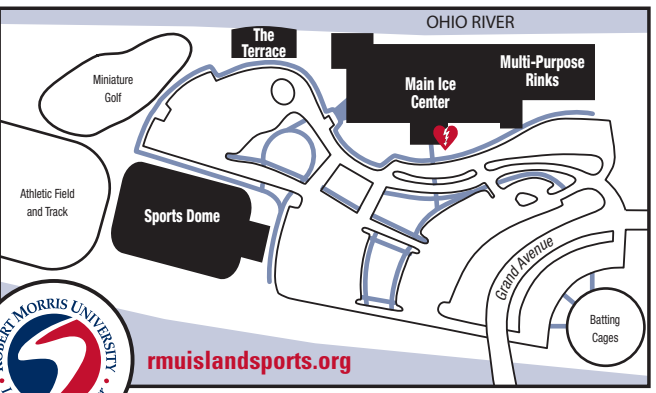 OHIO RIVER
The
Terrace
Multi-Purpose
Rinks
Main Ice
Center
Miniature
Golf
Athletic Field
and Track
Sports Dome
Grand Avenue
Batting
Cages
ROBERT MORRIS UNIVERSITY
rmuislandsports.org